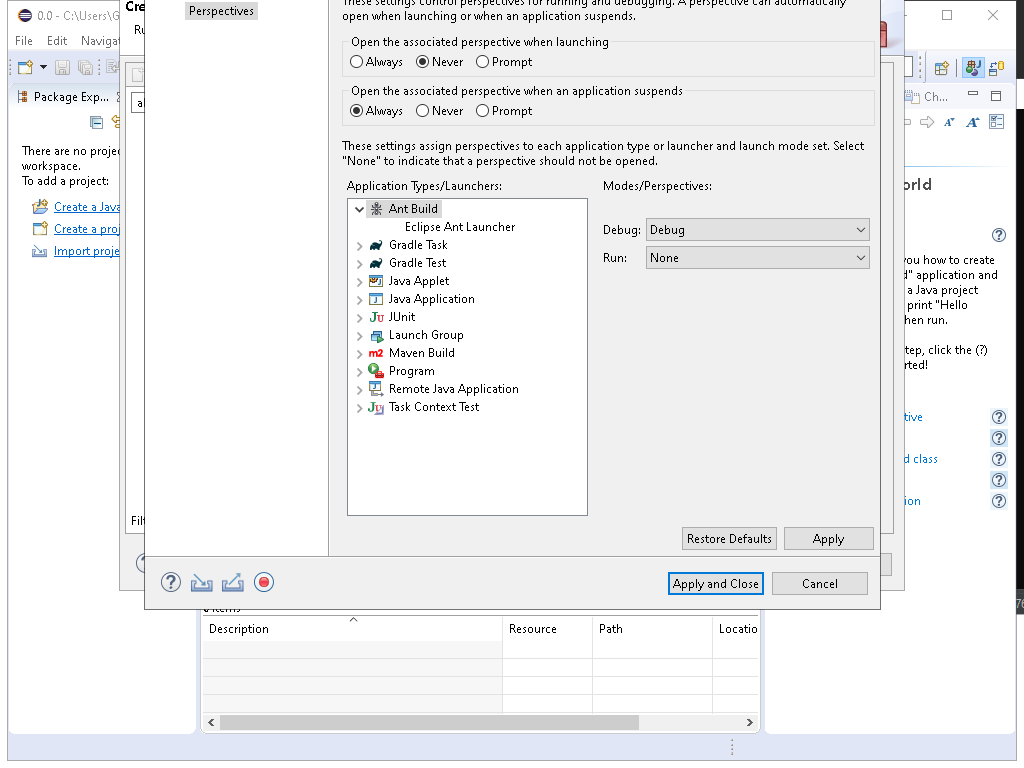 0.0 - C:\Users\G
Cre
Perspectives
These settings control perspectives for running and debugging. A perspective can automatically
open when launching or when an application suspends.
Ru
File Edit Navigat
Open the associated perspective when launching
Always Never Prompt
Open the associated perspective when an application suspends
Always Never Prompt
Package Exp...
Ch...
These settings assign perspectives to each application type or launcher and launch mode set. Select
"None" to indicate that a perspective should not be opened.
There are no proje
workspace.
To add a project:
Create a Java
Create a proj
Import proje
Application Types/Launchers:
Ant Build
Eclipse Ant Launcher
Gradle Task
Gradle Test
Java Applet
Java Application
JUnit
Launch Group
Maven Build
Program
Remote Java Application
Task Context Test
Modes/Perspectives:
Debug: Debug
Run: None
orld
you how to create
d" application and
a Java project
print "Hello
hen run.
tep, click the (?)
rted!
tive
d class
ion
Filt
Restore Defaults Apply
Apply and Close Cancel
0 items
Description Resource Path Locatio